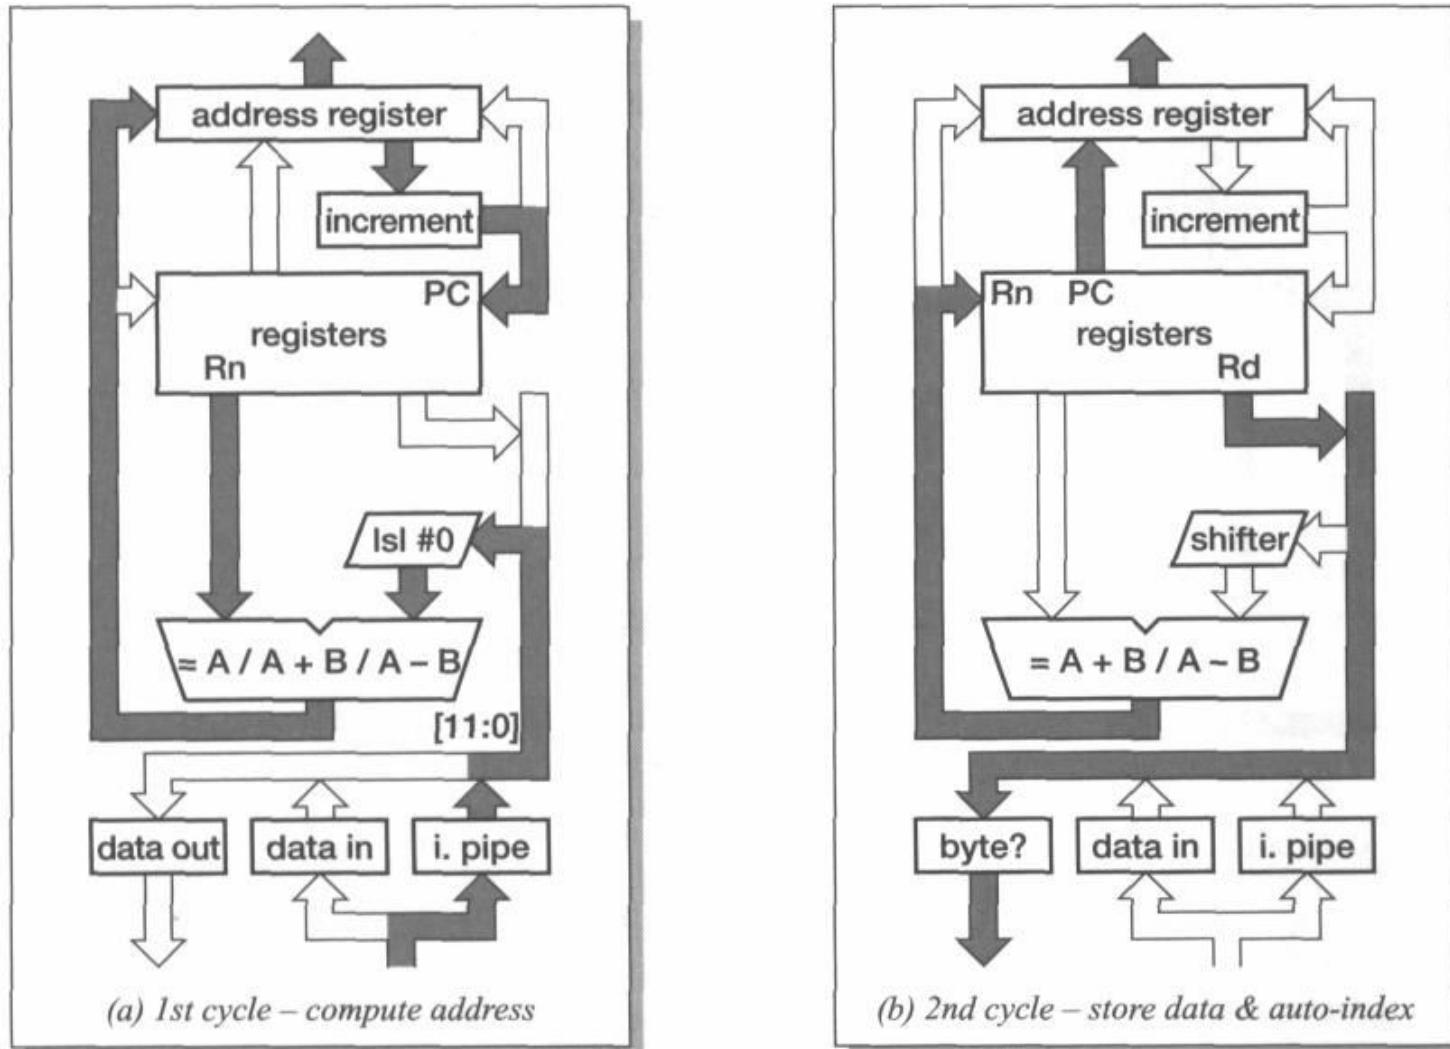 address register
increment
PC
registers
Rn
lsl #0
= A / A + B / A – B
[11:0]
data out
data in
i. pipe
(a) 1st cycle – compute address
address register
increment
Rn PC
registers
Rd
shifter
= A + B / A – B
byte?
data in
i. pipe
(b) 2nd cycle – store data & auto-index